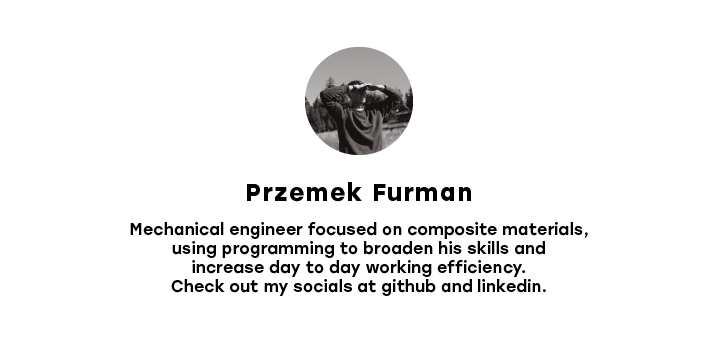 Przemek Furman
Mechanical engineer focused on composite materials,
using programming to broaden his skills and
increase day to day working efficiency.
Check out my socials at github and linkedin.